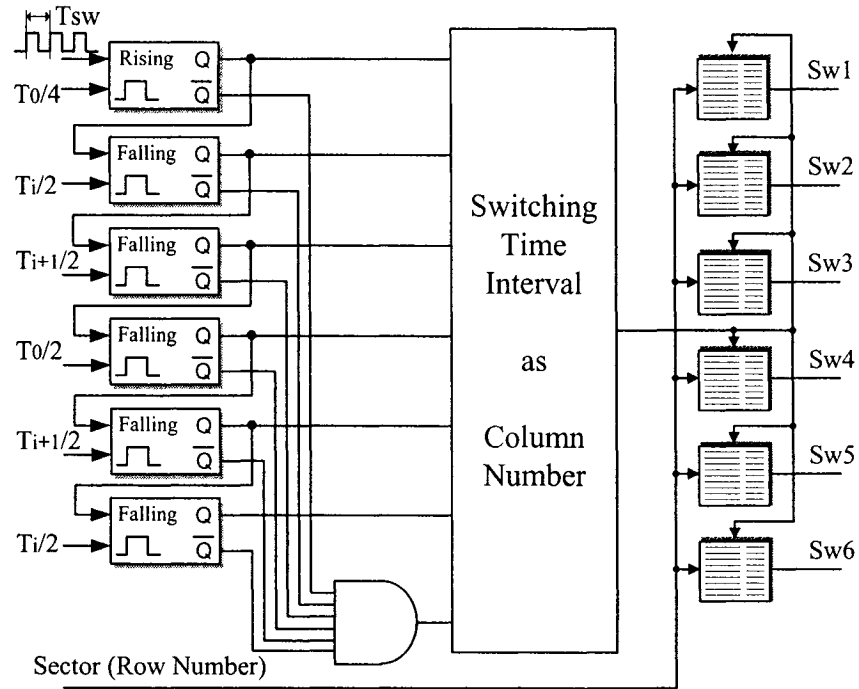 Tsw
Rising Q
Q̅
T0/4
Sw1
Falling Q
Q̅
Ti/2
Sw2
Falling Q
Q̅
Ti+1/2
Sw3
Falling Q
Q̅
T0/2
Sw4
Falling Q
Q̅
Ti+1/2
Sw5
Falling Q
Q̅
Ti/2
Sw6
Switching
Time
Interval
as
Column
Number
Sector (Row Number)